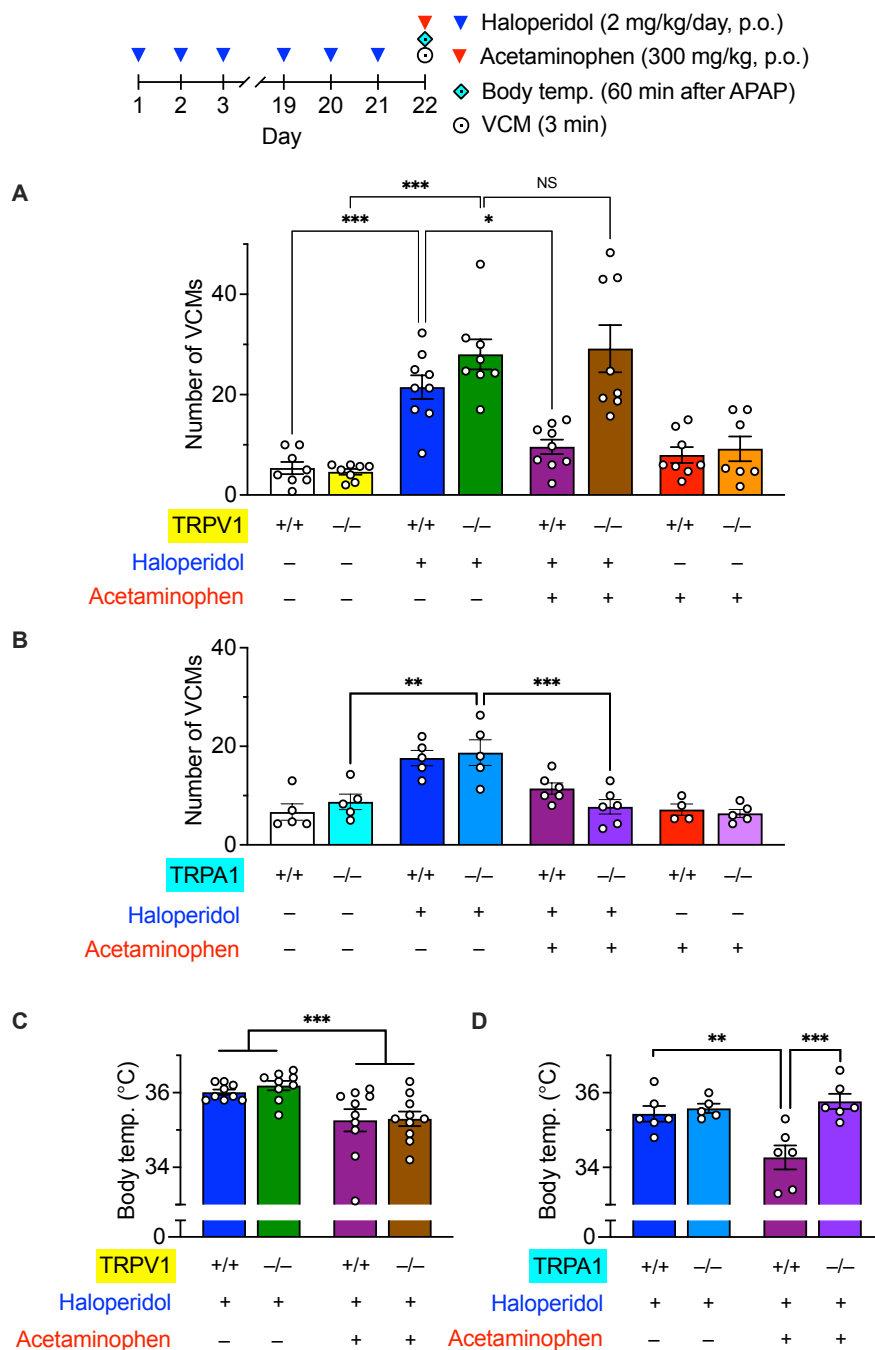 Haloperidol (2 mg/kg/day, p.o.)
Acetaminophen (300 mg/kg, p.o.)
Body temp. (60 min after APAP)
VCM (3 min)
1 2 3 19 20 21 22
Day
A
*** NS
*** *
Number of VCMs
40
20
0
TRPV1 +/+ –/– +/+ –/– +/+ –/– +/+ –/–
Haloperidol – – + + + + – –
Acetaminophen – – – – + + + +
B
** ***
Number of VCMs
40
20
0
TRPA1 +/+ –/– +/+ –/– +/+ –/– +/+ –/–
Haloperidol – – + + + + – –
Acetaminophen – – – – + + + +
C
***
Body temp. (°C)
36
34
0
TRPV1 +/+ –/– +/+ –/–
Haloperidol + + + +
Acetaminophen – – + +
D
** ***
Body temp. (°C)
36
34
0
TRPA1 +/+ –/– +/+ –/–
Haloperidol + + + +
Acetaminophen – – + +